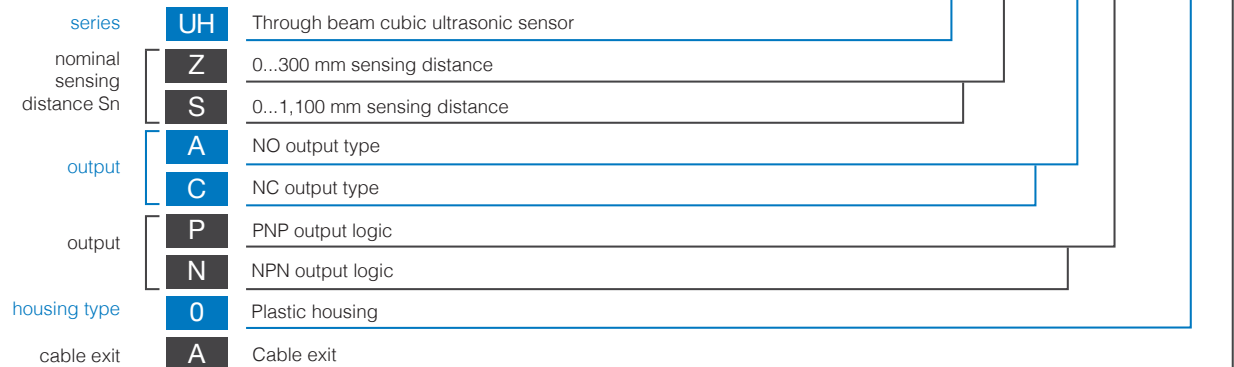 series UH Through beam cubic ultrasonic sensor
nominal
sensing
distance Sn
Z 0...300 mm sensing distance
S 0...1,100 mm sensing distance
output
A NO output type
C NC output type
output
P PNP output logic
N NPN output logic
housing type 0 Plastic housing
cable exit A Cable exit